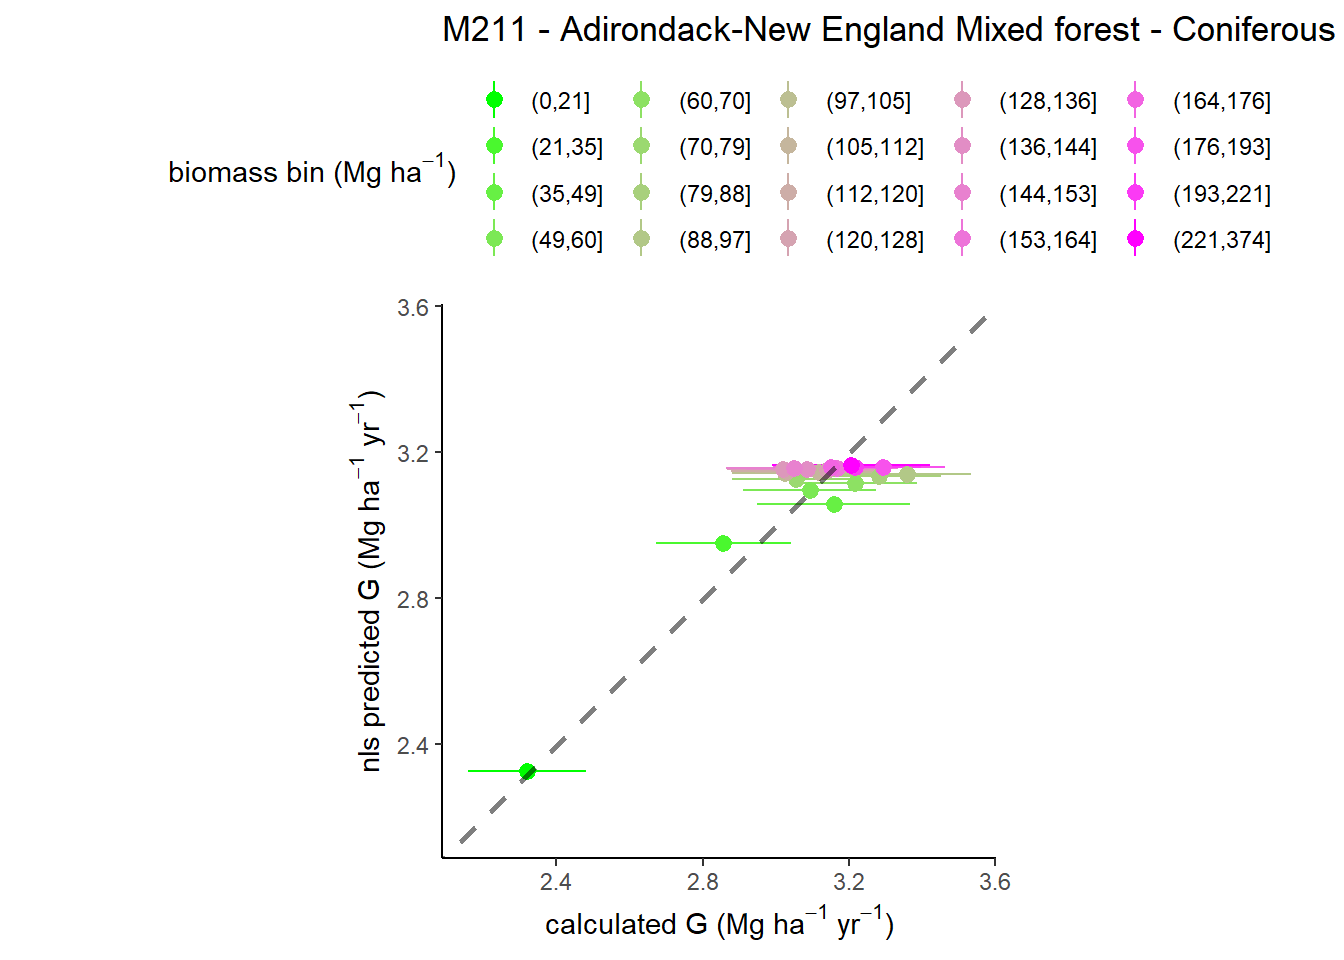 M211 - Adirondack-New England Mixed forest - Coniferous
biomass bin (Mg ha⁻¹)
(0,21] (60,70] (97,105] (128,136] (164,176]
(21,35] (70,79] (105,112] (136,144] (176,193]
(35,49] (79,88] (112,120] (144,153] (193,221]
(49,60] (88,97] (120,128] (153,164] (221,374]
nls predicted G (Mg ha⁻¹ yr⁻¹)
3.6
3.2
2.8
2.4
2.4 2.8 3.2 3.6
calculated G (Mg ha⁻¹ yr⁻¹)